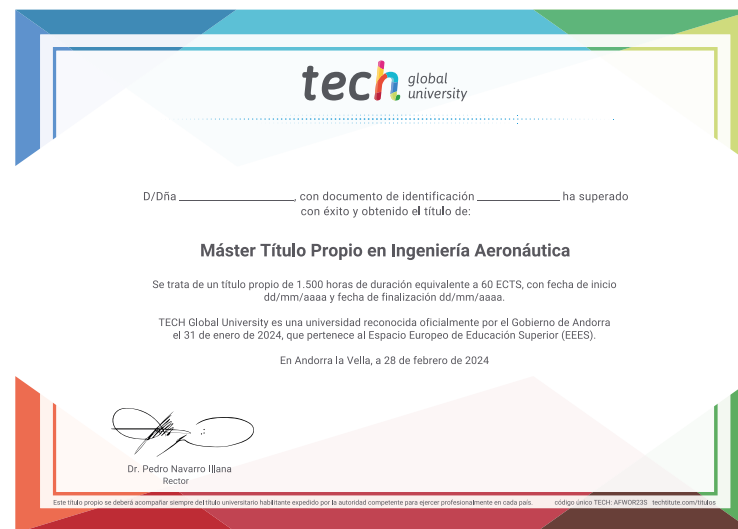 tech global
university
D/Dña ____________, con documento de identificación ____________ ha superado
con éxito y obtenido el título de:
Máster Título Propio en Ingeniería Aeronáutica
Se trata de un título propio de 1.500 horas de duración equivalente a 60 ECTS, con fecha de inicio
dd/mm/aaaa y fecha de finalización dd/mm/aaaa.
TECH Global University es una universidad reconocida oficialmente por el Gobierno de Andorra
el 31 de enero de 2024, que pertenece al Espacio Europeo de Educación Superior (EEES).
En Andorra la Vella, a 28 de febrero de 2024
Dr. Pedro Navarro Illana
Rector
Este título propio se deberá acompañar siempre del título universitario habilitante expedido por la autoridad competente para ejercer profesionalmente en cada país. código único TECH: AFWOR23S techtitute.com/titulos